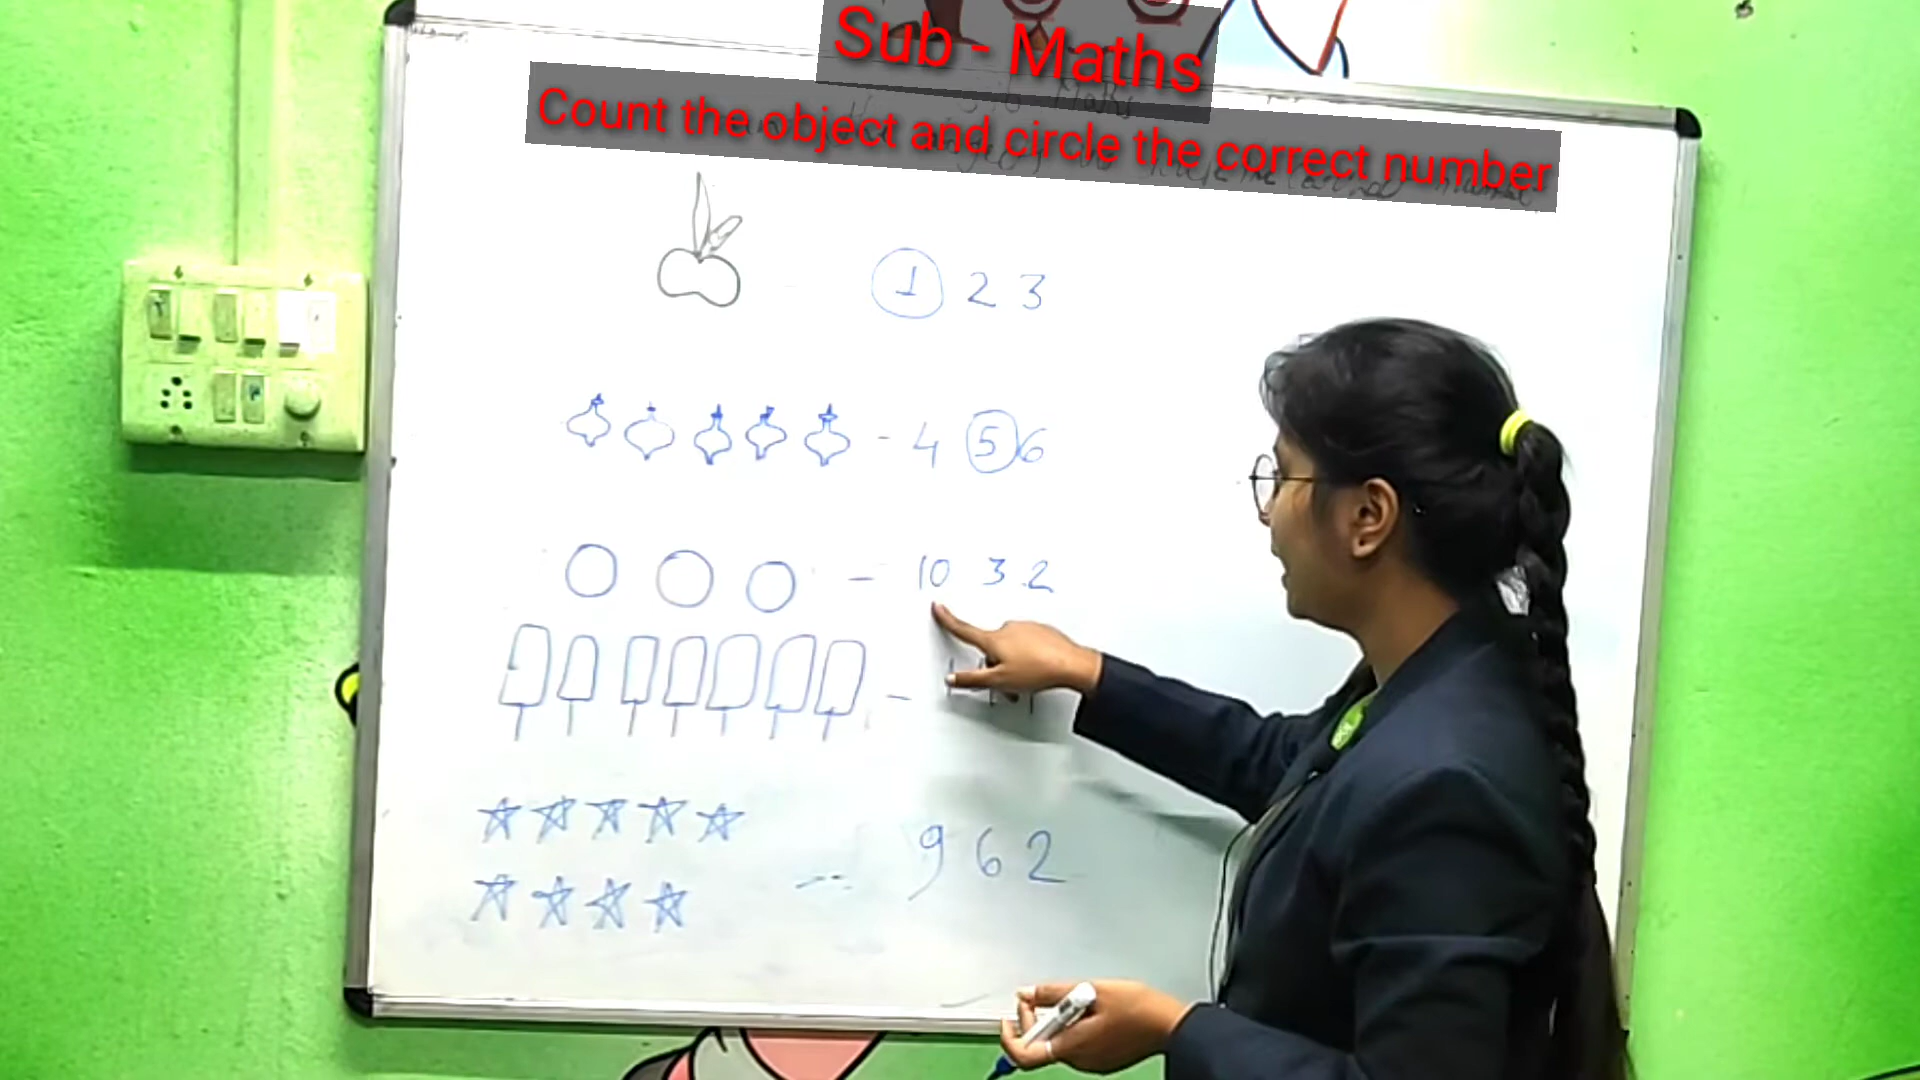 Sub - Maths
Count the object and circle the correct number
1 2 3
- 4 5 6
- 10 3 2
-
- 9 6 2